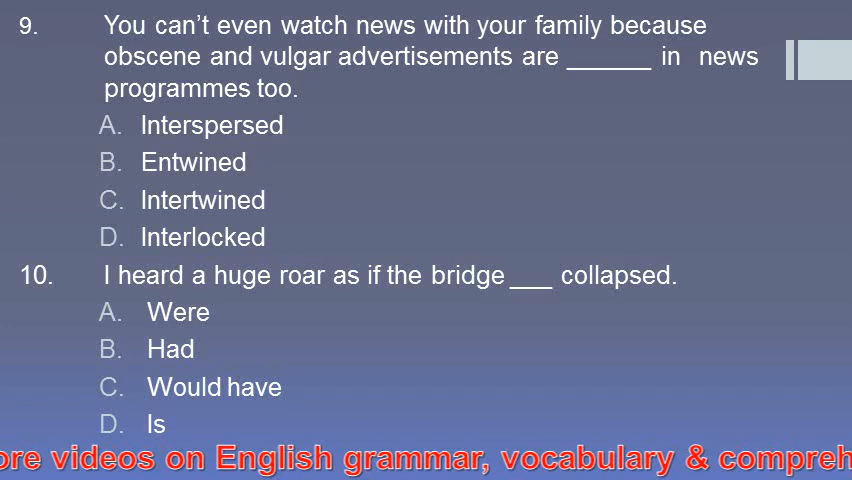 9. You can’t even watch news with your family because
obscene and vulgar advertisements are ______ in news
programmes too.
A. Interspersed
B. Entwined
C. Intertwined
D. Interlocked
10. I heard a huge roar as if the bridge ___ collapsed.
A. Were
B. Had
C. Would have
D. Is
ore videos on English grammar, vocabulary & compreh